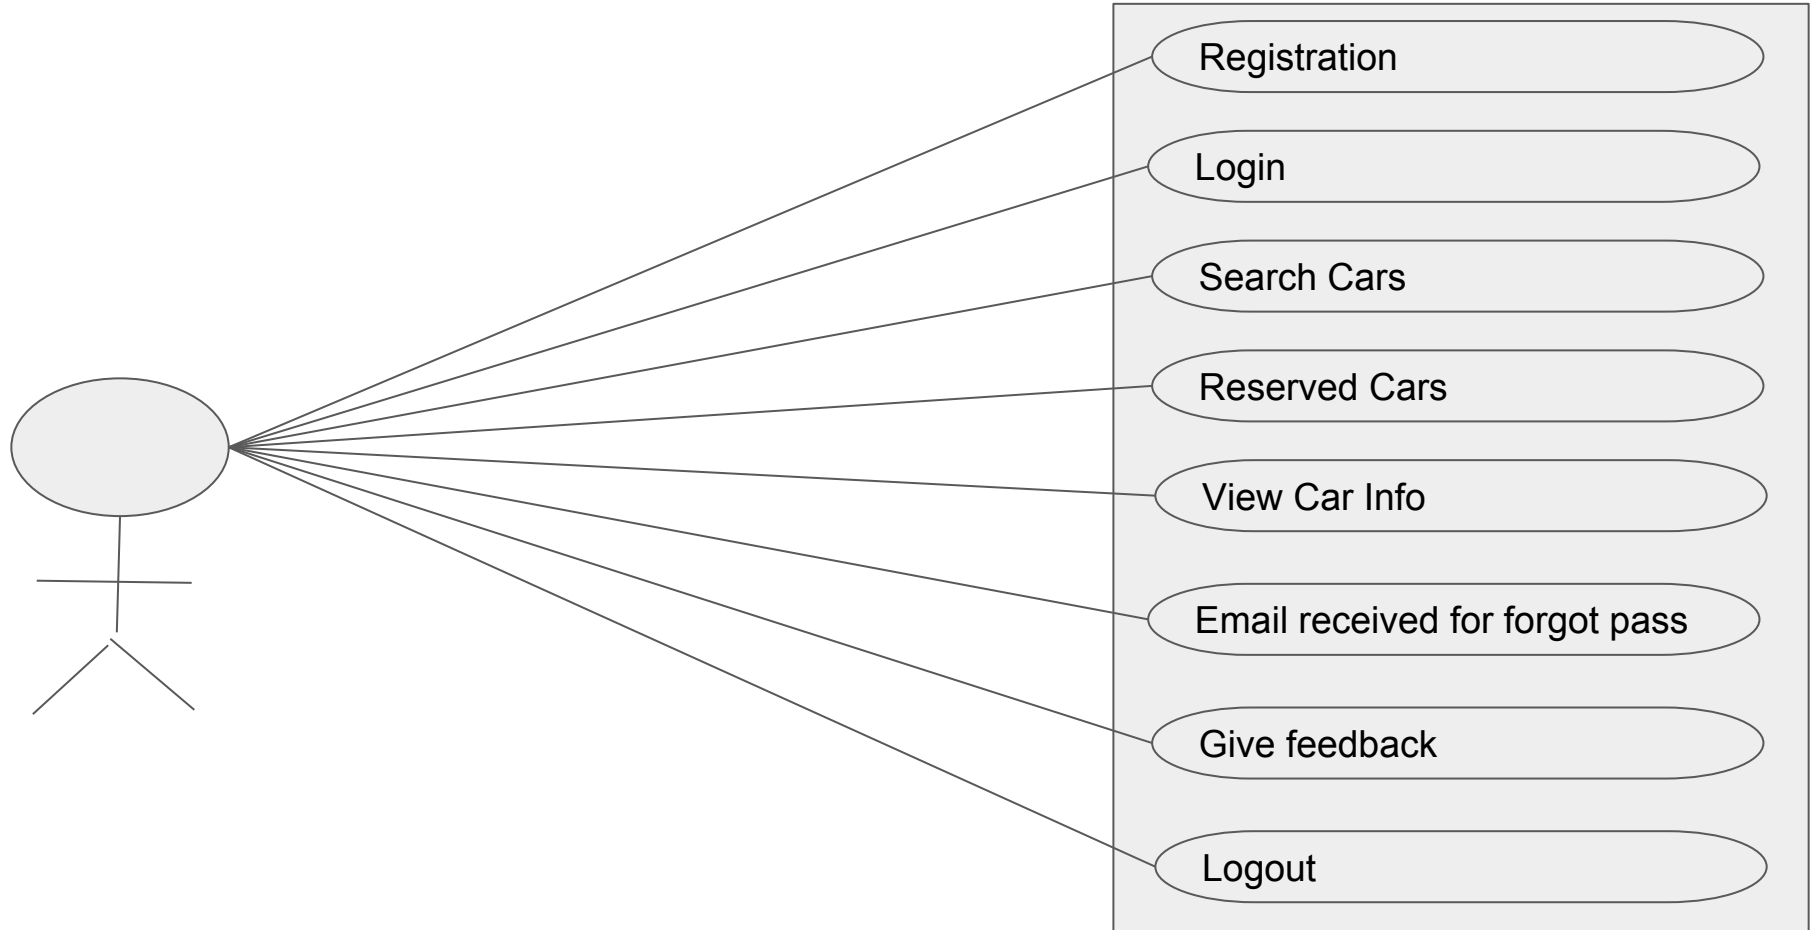 Registration
Login
Search Cars
Reserved Cars
View Car Info
Email received for forgot pass
Give feedback
Logout